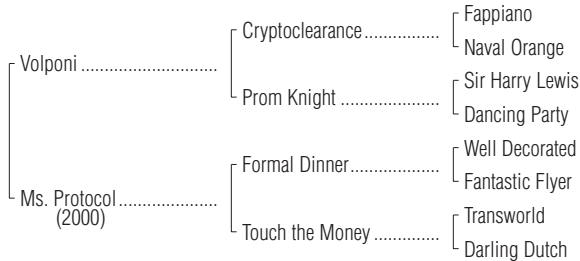 Fappiano
Cryptoclearance................
Naval Orange
Volponi .............................
Sir Harry Lewis
Prom Knight .....................
Dancing Party
Well Decorated
Formal Dinner...................
Fantastic Flyer
Ms. Protocol.....................
(2000)
Transworld
Touch the Money..............
Darling Dutch